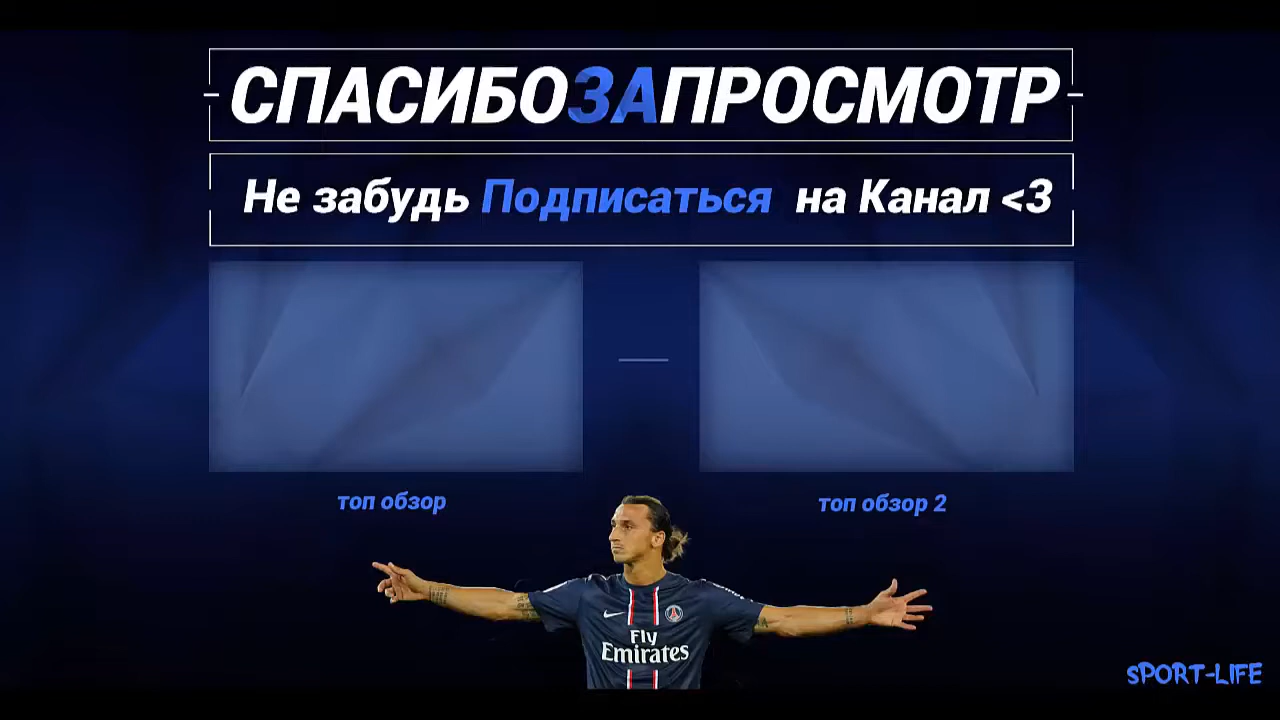 СПАСИБОЗАПРОСМОТР
Не забудь Подписаться на Канал <3
топ обзор
топ обзор 2
Fly
Emirates
SPORT-LIFE